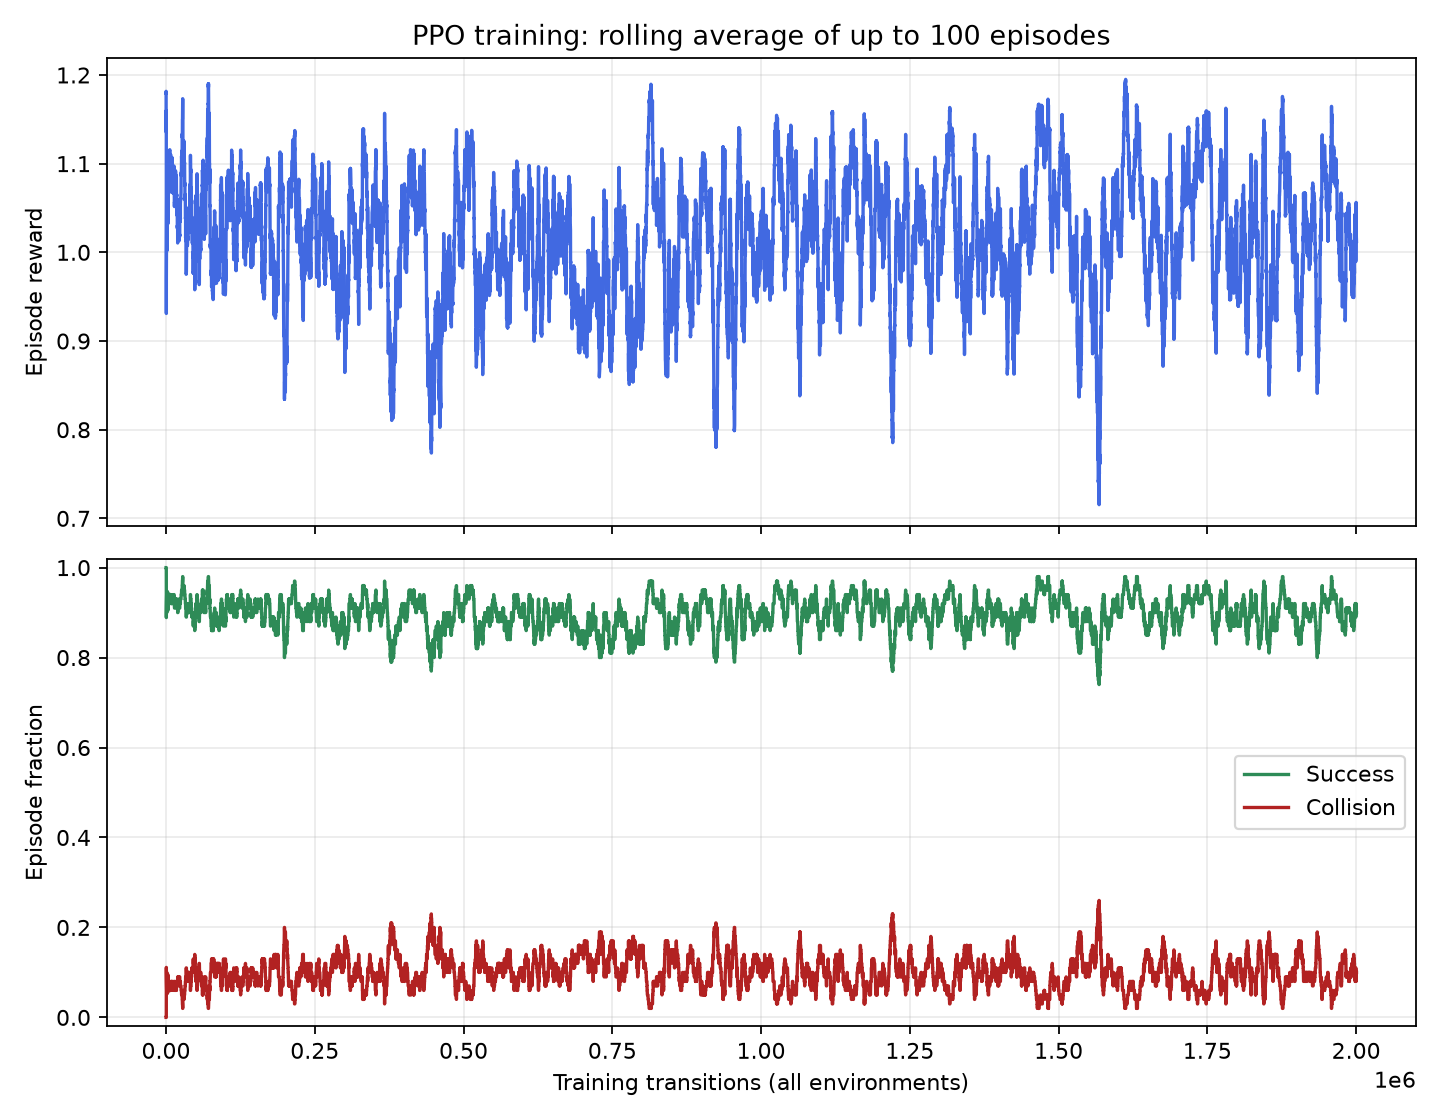 PPO training: rolling average of up to 100 episodes
1.2
1.1
1.0
0.9
0.8
0.7
Episode reward
1.0
0.8
0.6
0.4
0.2
0.0
Episode fraction
Success
Collision
0.00 0.25 0.50 0.75 1.00 1.25 1.50 1.75 2.00
Training transitions (all environments)
1e6